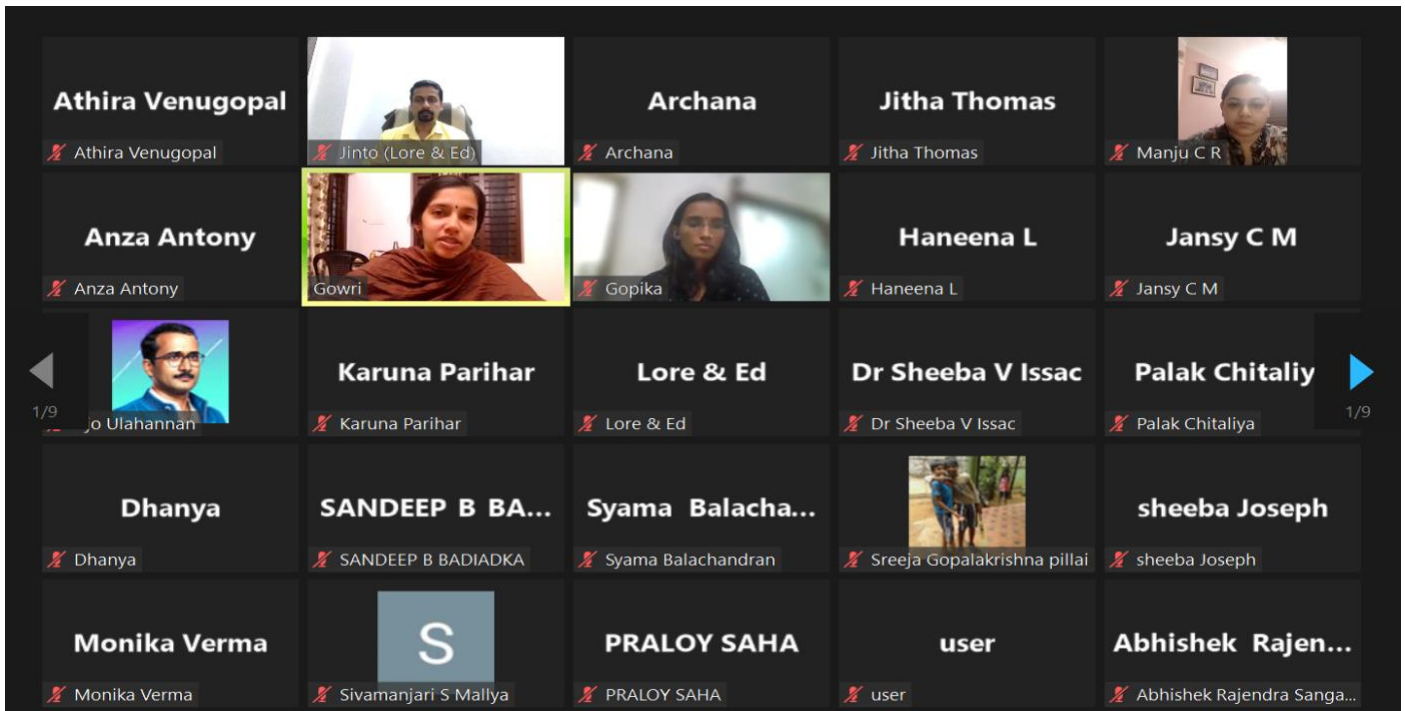 Athira Venugopal
Athira Venugopal
Jinto (Lore & Ed)
Archana
Archana
Jitha Thomas
Jitha Thomas
Manju C R
Anza Antony
Anza Antony
Gowri
Gopika
Haneena L
Haneena L
Jansy C M
Jansy C M
1/9
jo Ulahannan
Karuna Parihar
Karuna Parihar
Lore & Ed
Lore & Ed
Dr Sheeba V Issac
Dr Sheeba V Issac
Palak Chitaliy
Palak Chitaliya
1/9
Dhanya
Dhanya
SANDEEP B BA...
SANDEEP B BADIADKA
Syama Balacha...
Syama Balachandran
Sreeja Gopalakrishna pillai
sheeba Joseph
sheeba Joseph
Monika Verma
Monika Verma
S
Sivamanjari S Mallya
PRALOY SAHA
PRALOY SAHA
user
user
Abhishek Rajen...
Abhishek Rajendra Sanga...